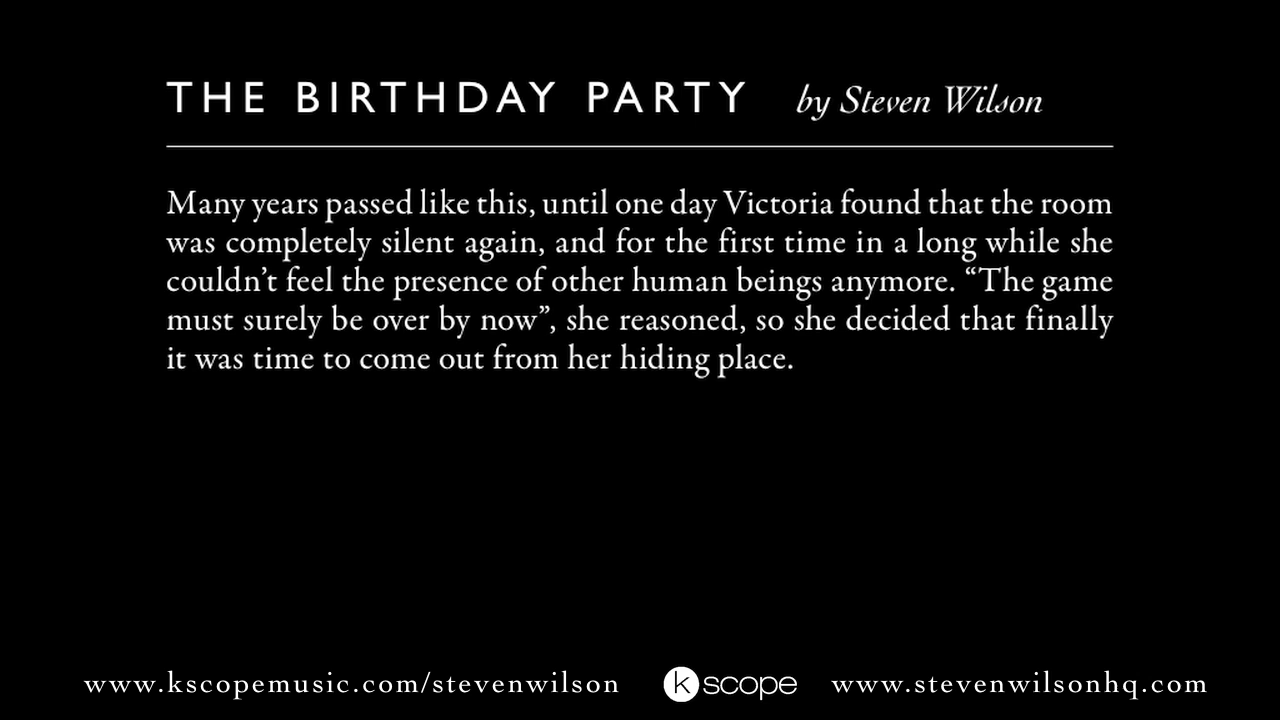 THE BIRTHDAY PARTY by Steven Wilson
Many years passed like this, until one day Victoria found that the room
was completely silent again, and for the first time in a long while she
couldn’t feel the presence of other human beings anymore. “The game
must surely be over by now”, she reasoned, so she decided that finally
it was time to come out from her hiding place.
www.kscopemusic.com/stevenwilson k scope www.stevenwilsonhq.com